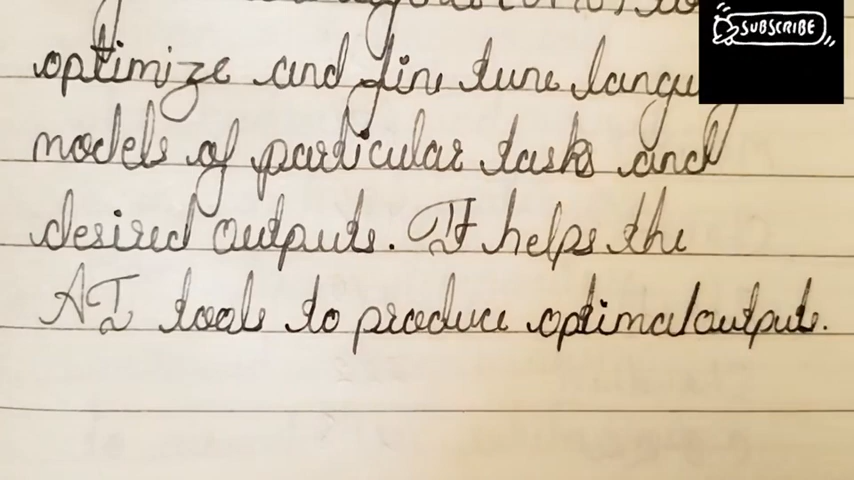 SUBSCRIBE
optimize and fine tune
models of particular tasks and
desired outputs. It helps the
AI tools to produce optimal outputs.